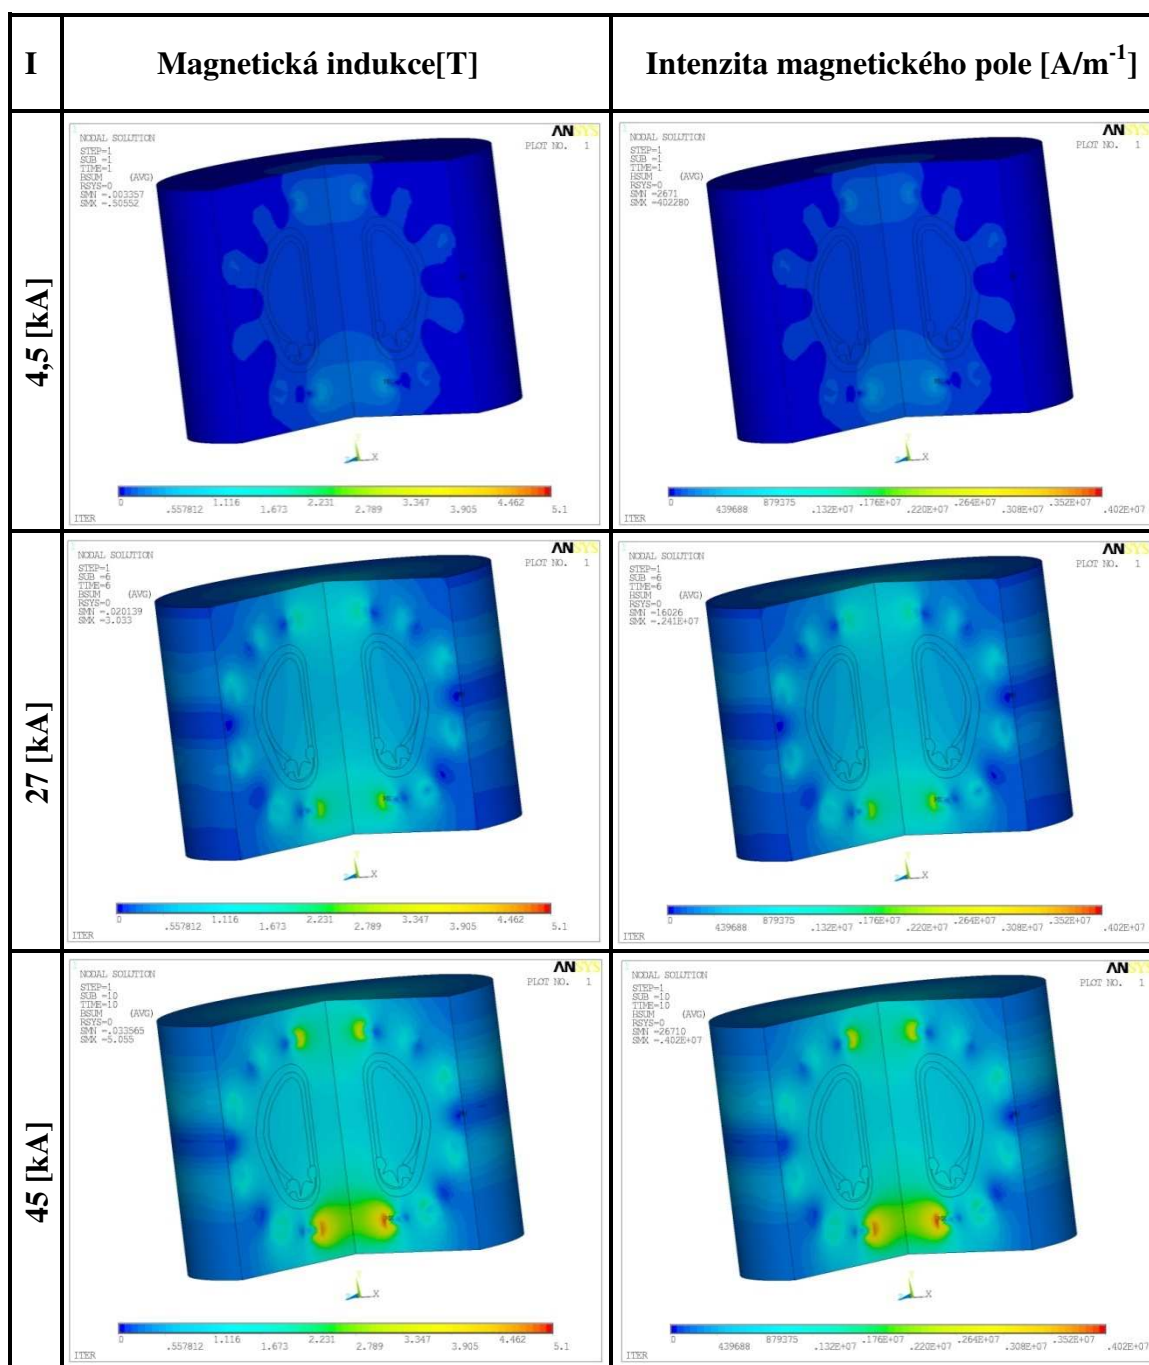 I Magnetická indukce[T] Intenzita magnetického pole [A/m⁻¹]
4,5 [kA]
1
NODAL SOLUTION
STEP=1
SUB =1
TIME=1
BSUM (AVG)
RSYS=0
SMN =.003357
SMX =.50552
ANSYS
PLOT NO. 1
X
0 1.116 2.231 3.347 4.462
.557812 1.673 2.789 3.905 5.1
ITER
1
NODAL SOLUTION
STEP=1
SUB =1
TIME=1
BSUM (AVG)
RSYS=0
SMN =2671
SMX =402280
ANSYS
PLOT NO. 1
X
0 879375 .176E+07 .264E+07 .352E+07
439688 .132E+07 .220E+07 .308E+07 .402E+07
ITER
27 [kA]
1
NODAL SOLUTION
STEP=1
SUB =6
TIME=6
BSUM (AVG)
RSYS=0
SMN =.020139
SMX =3.033
ANSYS
PLOT NO. 1
X
0 1.116 2.231 3.347 4.462
.557812 1.673 2.789 3.905 5.1
ITER
1
NODAL SOLUTION
STEP=1
SUB =6
TIME=6
BSUM (AVG)
RSYS=0
SMN =16026
SMX =.241E+07
ANSYS
PLOT NO. 1
X
0 879375 .176E+07 .264E+07 .352E+07
439688 .132E+07 .220E+07 .308E+07 .402E+07
ITER
45 [kA]
1
NODAL SOLUTION
STEP=1
SUB =10
TIME=10
BSUM (AVG)
RSYS=0
SMN =.033565
SMX =5.055
ANSYS
PLOT NO. 1
X
0 1.116 2.231 3.347 4.462
.557812 1.673 2.789 3.905 5.1
ITER
1
NODAL SOLUTION
STEP=1
SUB =10
TIME=10
BSUM (AVG)
RSYS=0
SMN =26710
SMX =.402E+07
ANSYS
PLOT NO. 1
X
0 879375 .176E+07 .264E+07 .352E+07
439688 .132E+07 .220E+07 .308E+07 .402E+07
ITER